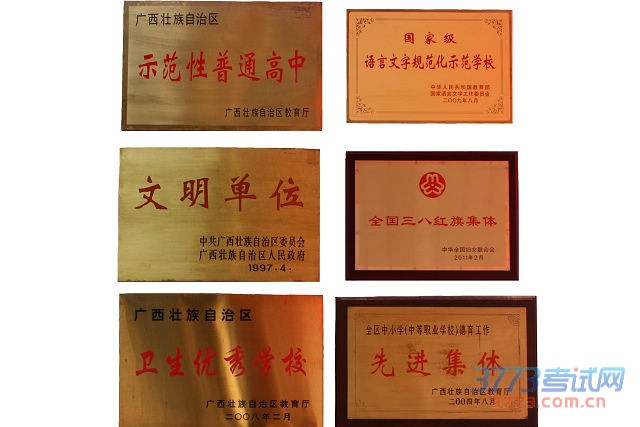 广西壮族自治区
示范性普通高中
广西壮族自治区教育厅
国家级
语言文字规范化示范学校
中华人民共和国教育部
国家语言文字工作委员会
二〇〇九年八月
文明单位
中共广西壮族自治区委员会
广西壮族自治区人民政府
1997·4·
全国三八红旗集体
中华全国妇女联合会
2011年2月
广西壮族自治区
卫生优秀学校
广西壮族自治区教育厅
二〇〇八年二月
全区中小学(中等职业学校)德育工作
先进集体
广西壮族自治区教育厅
二〇〇四年八月
3773考试网
3773.com.cn